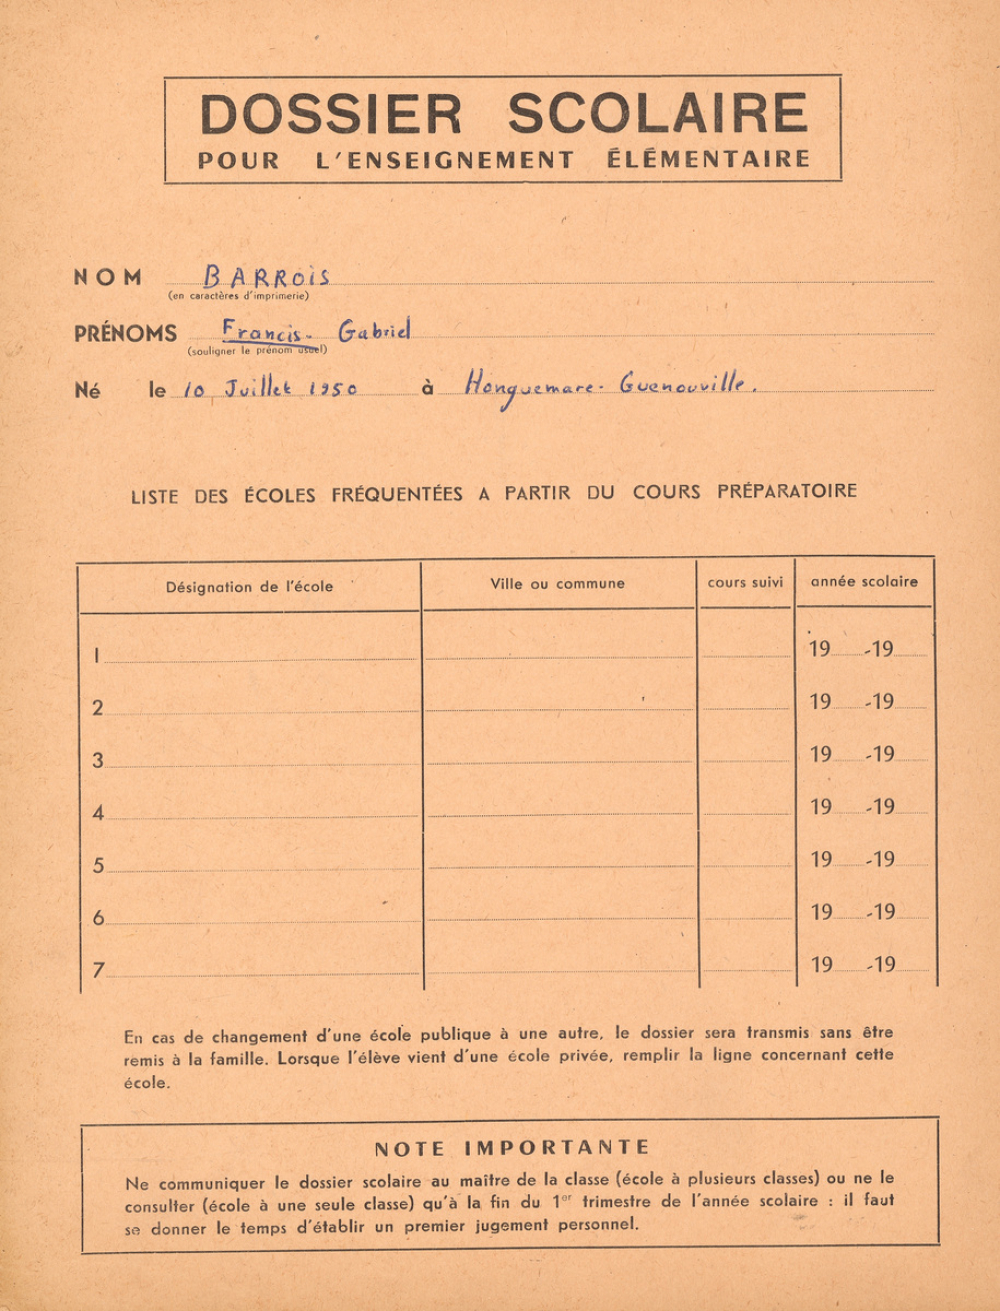 DOSSIER SCOLAIRE
POUR L'ENSEIGNEMENT ÉLÉMENTAIRE
NOM BARROiS
(en caractères d'imprimerie)
PRÉNOMS Francis - Gabriel
(souligner le prénom usuel)
Né le 10 Juillet 1950 à Honguemare - Guenouville.
LISTE DES ÉCOLES FRÉQUENTÉES A PARTIR DU COURS PRÉPARATOIRE
Désignation de l'école Ville ou commune cours suivi année scolaire
1 19 -19
2 19 -19
3 19 -19
4 19 -19
5 19 -19
6 19 -19
7 19 -19
En cas de changement d'une école publique à une autre, le dossier sera transmis sans être
remis à la famille. Lorsque l'élève vient d'une école privée, remplir la ligne concernant cette
école.
NOTE IMPORTANTE
Ne communiquer le dossier scolaire au maître de la classe (école à plusieurs classes) ou ne le
consulter (école à une seule classe) qu'à la fin du 1er trimestre de l'année scolaire : il faut
se donner le temps d'établir un premier jugement personnel.